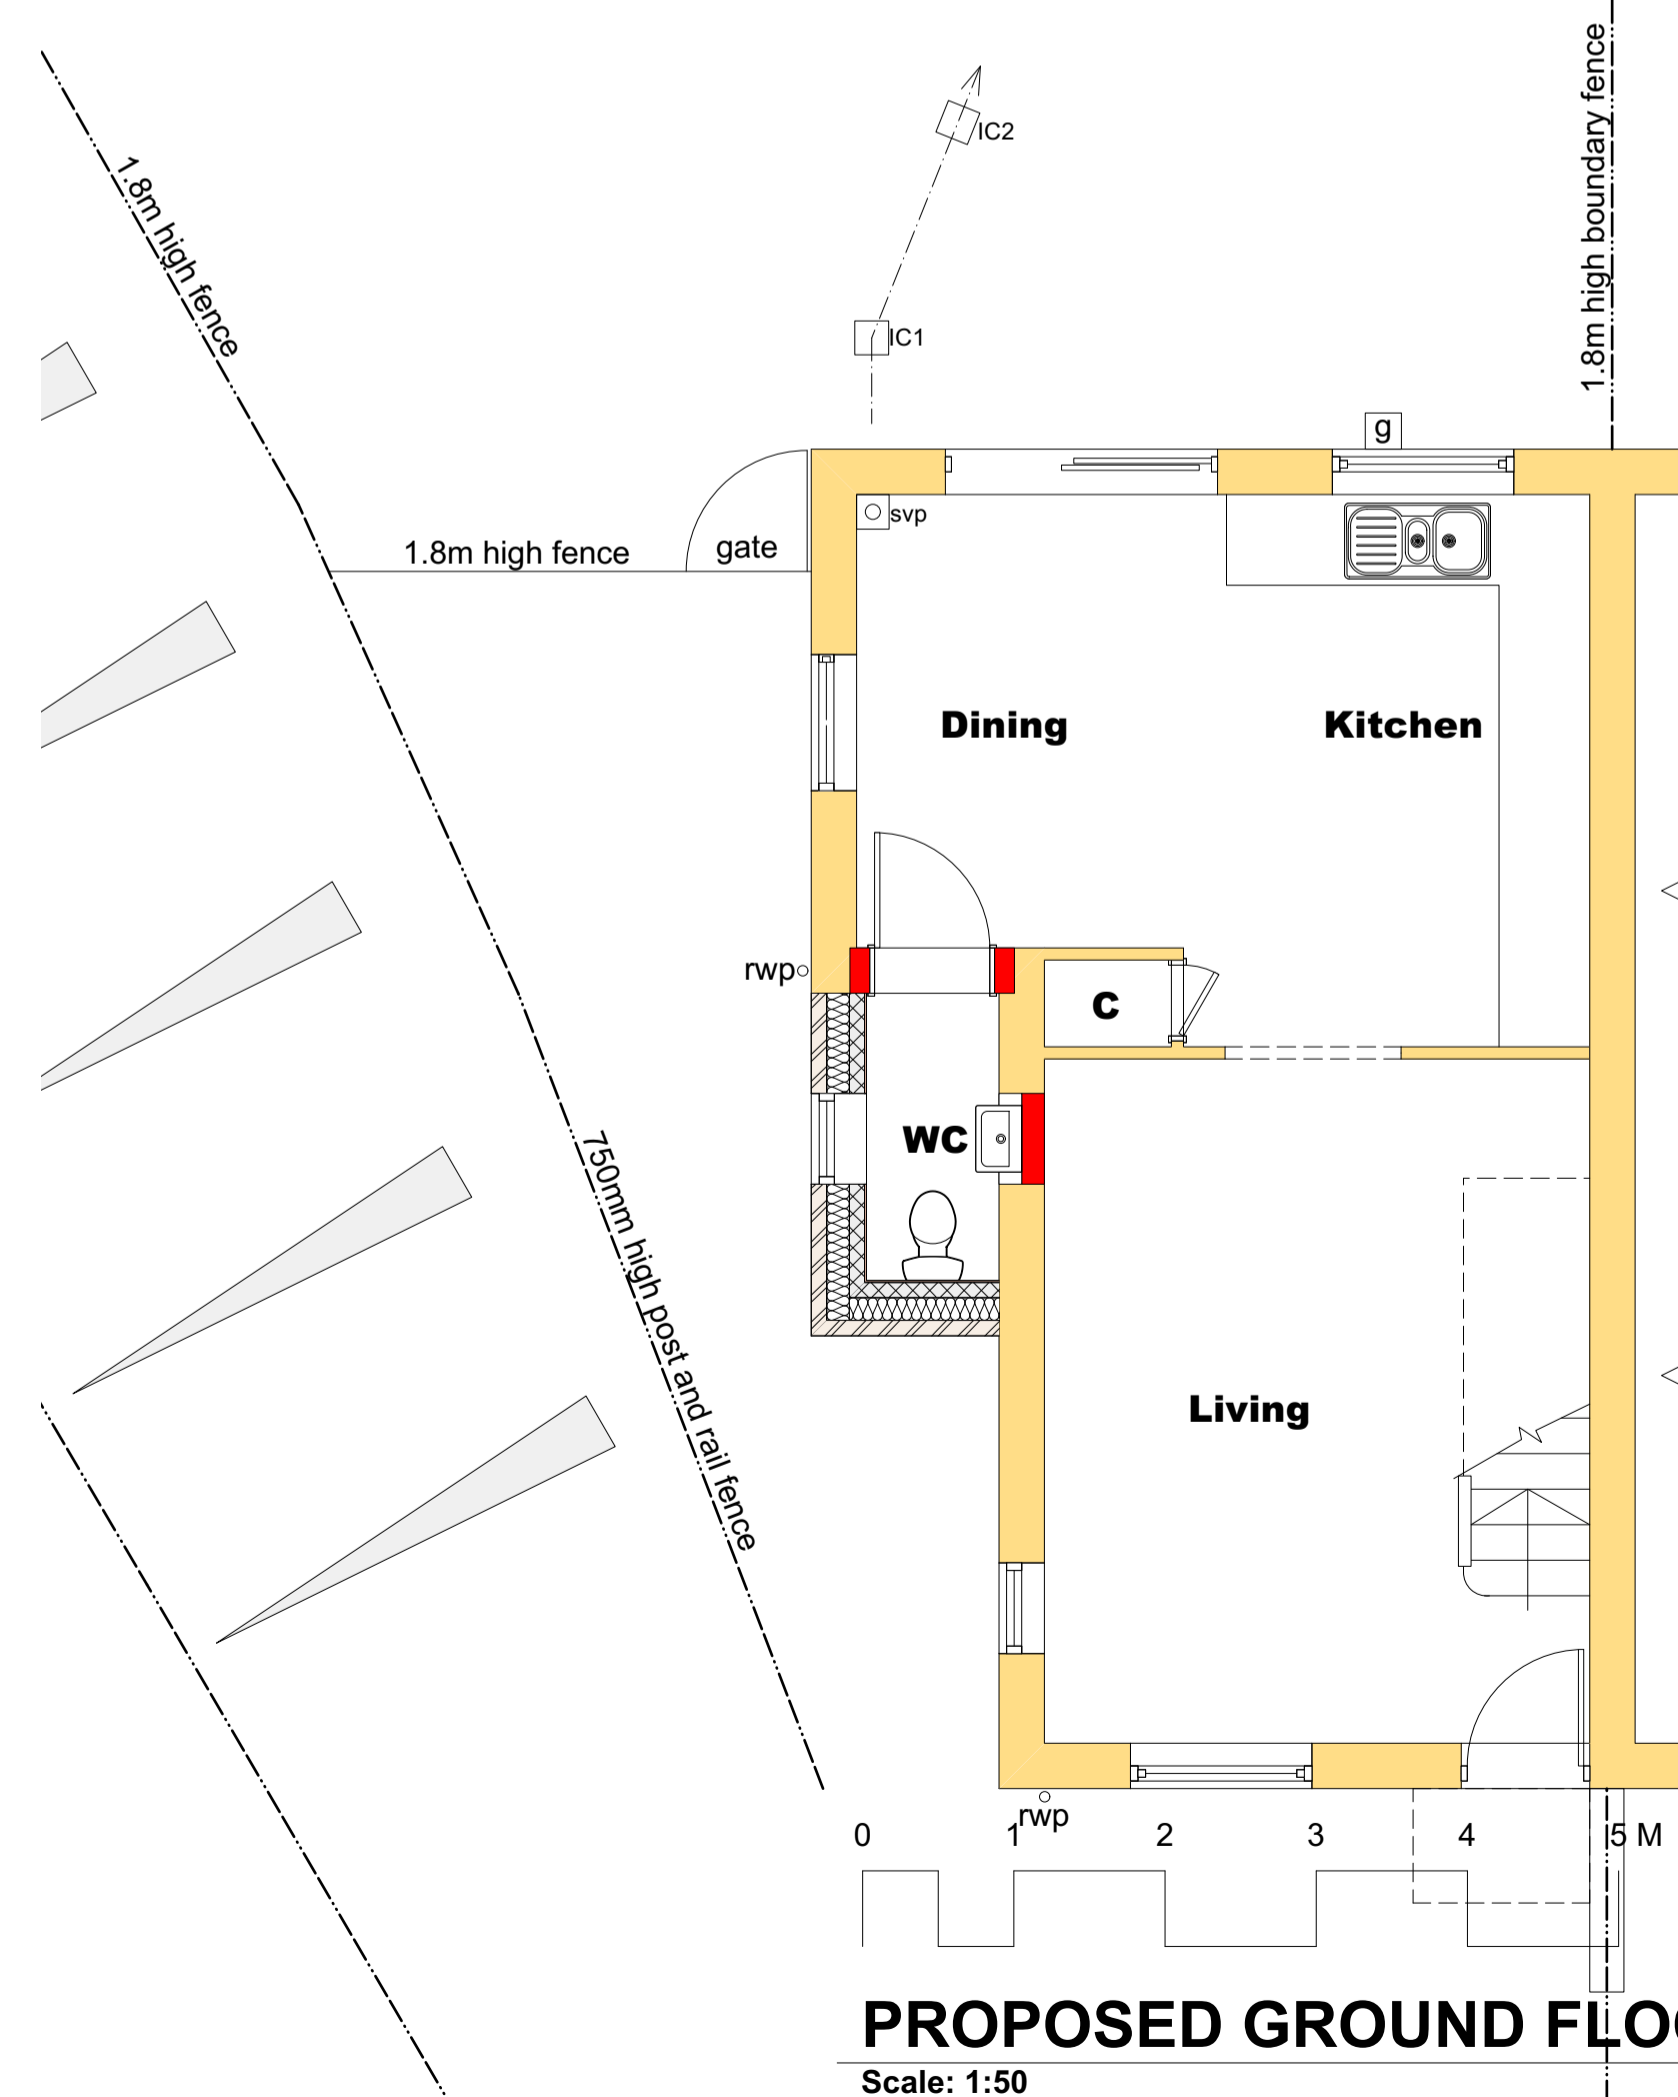 1.8m high boundary fence
IC2
1.8m high fence
IC1
g
svp
1.8m high fence
gate
Dining
Kitchen
rwp
C
WC
750mm high post and rail fence
Living
rwp
0 1 2 3 4 5 M
PROPOSED GROUND FLOO
Scale: 1:50